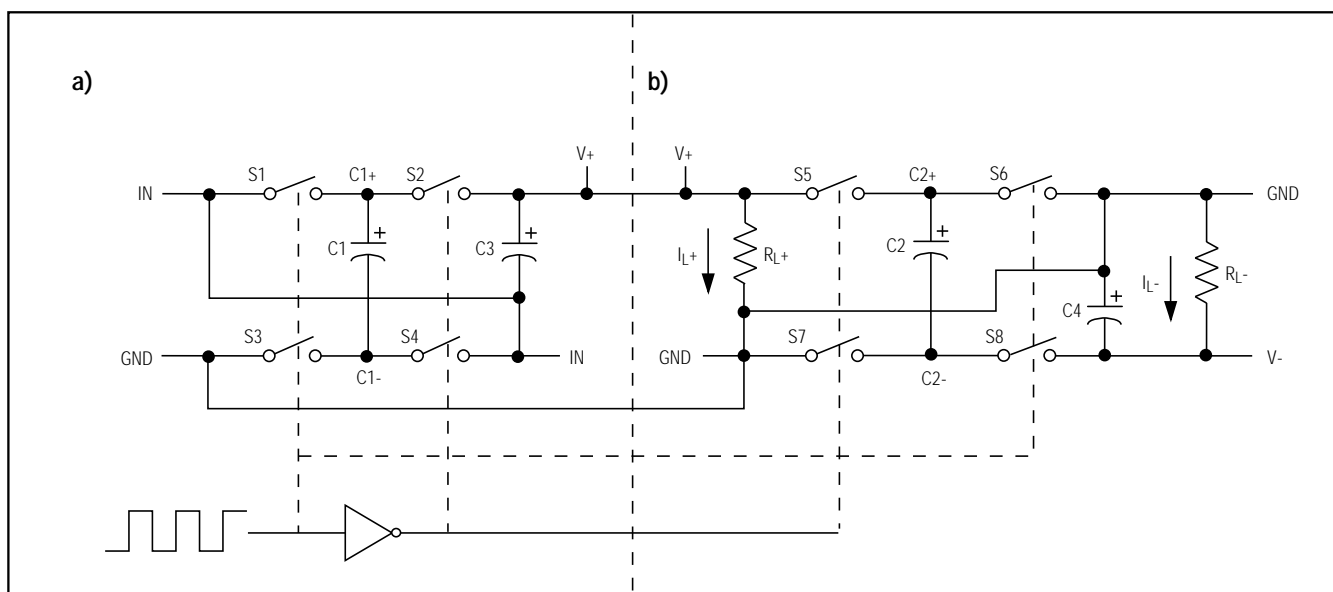 a)
b)
V+
V+
S1
C1+
S2
S5
C2+
S6
IN
GND
C1
+
C3
+
IL+
RL+
C2
+
IL-
RL-
C4
+
S3
S4
S7
S8
GND
IN
GND
V-
C1-
C2-